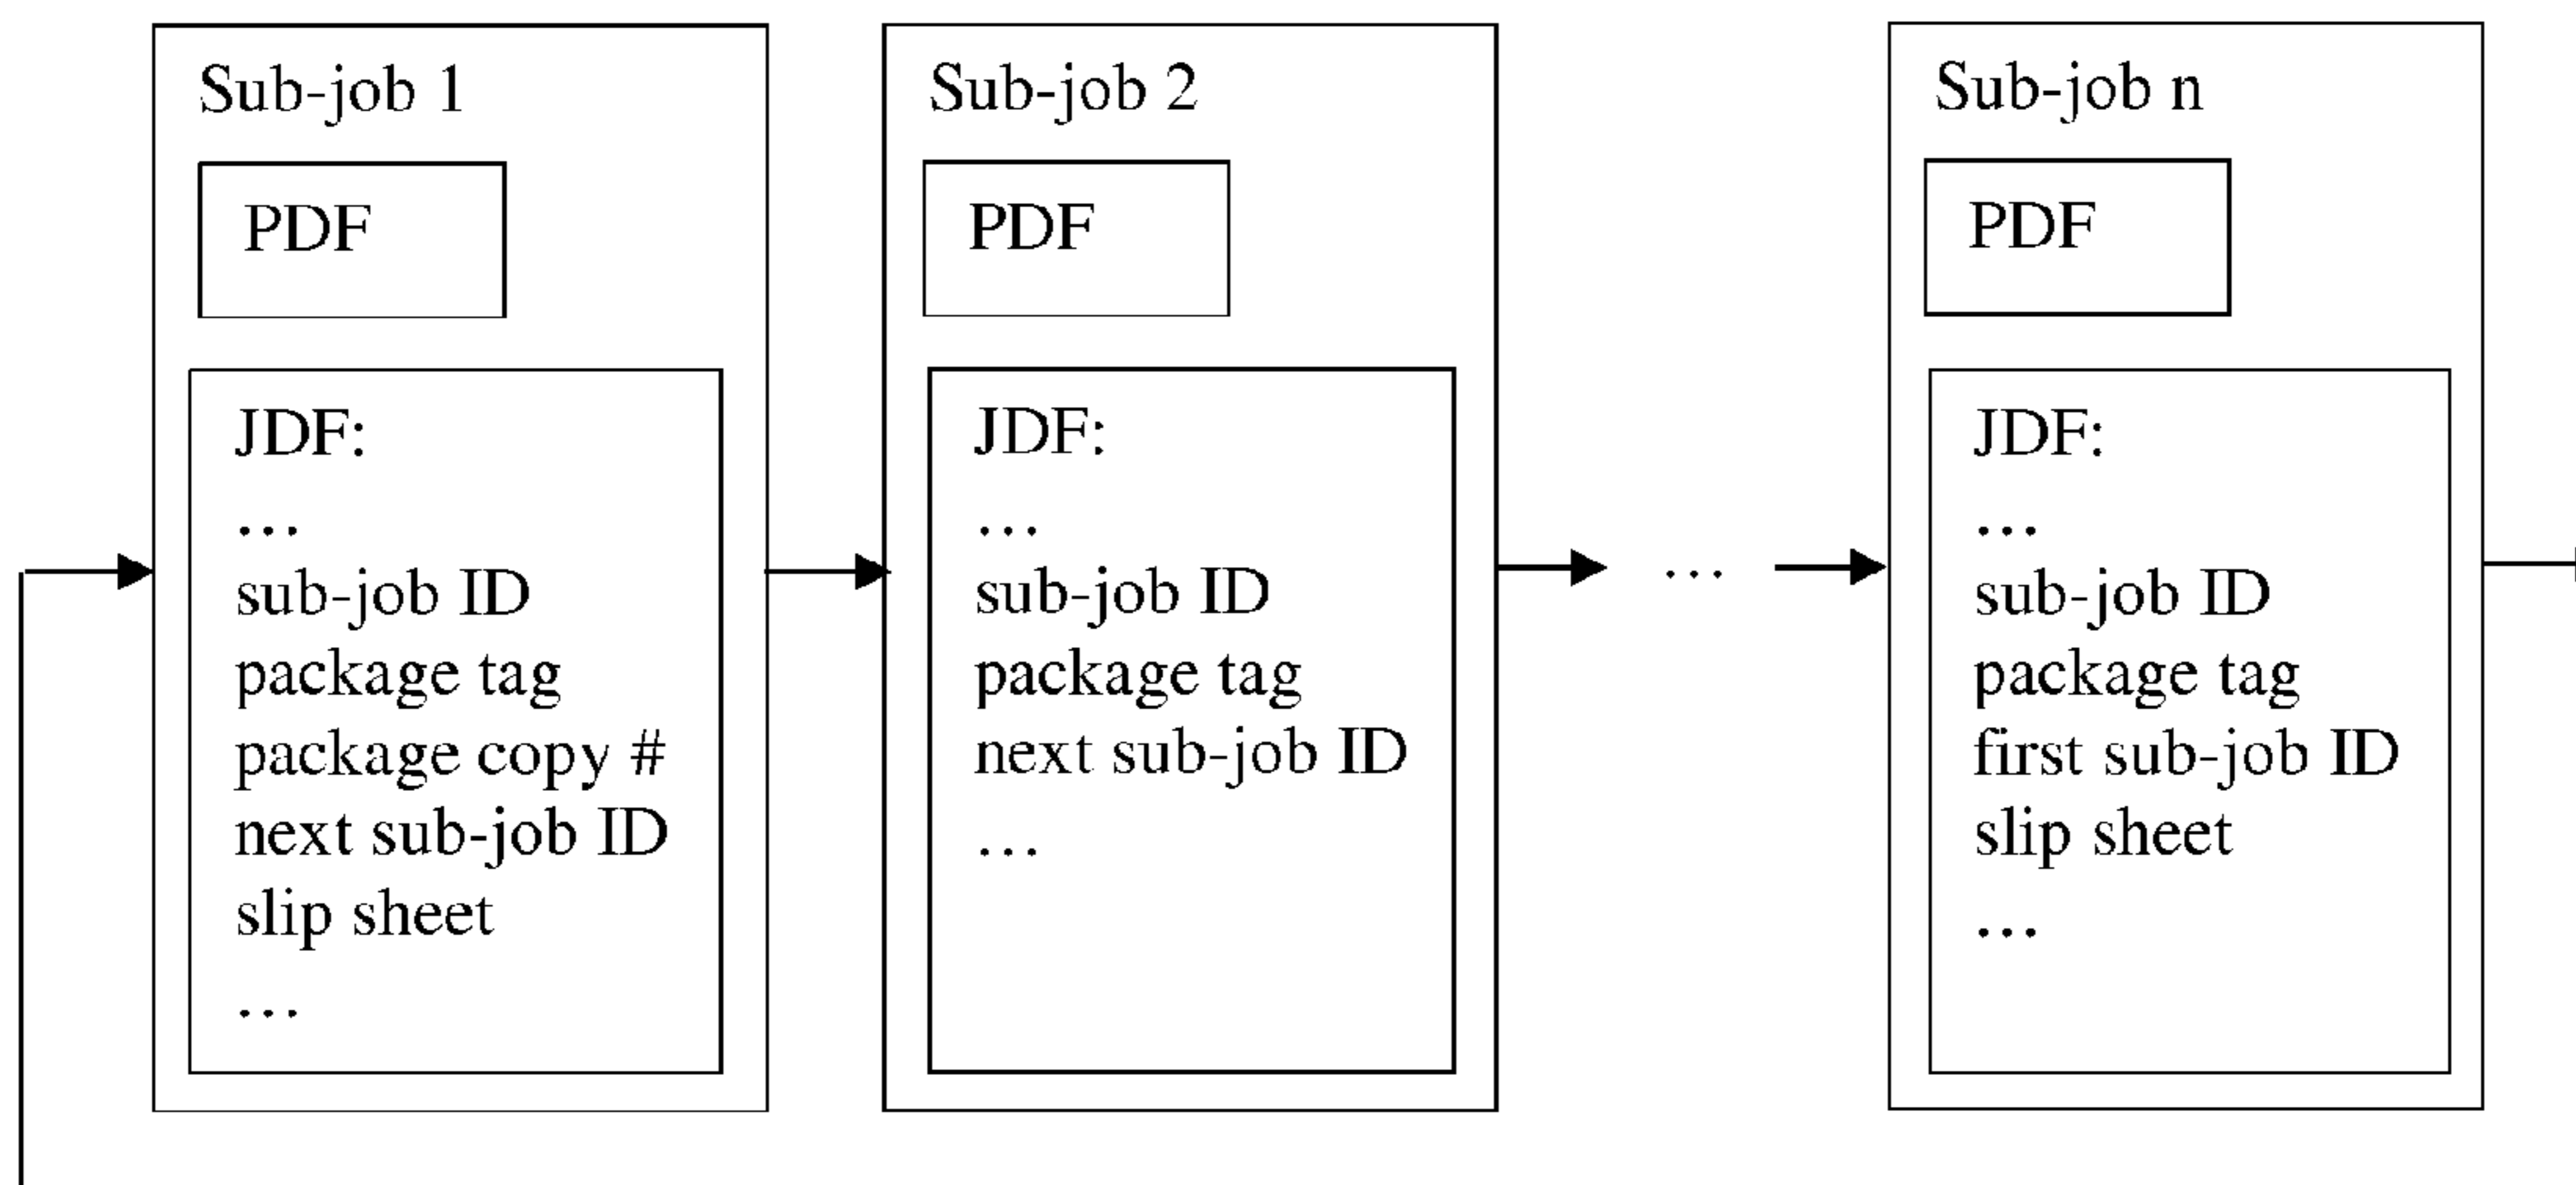 Sub-job 1
PDF
JDF:
...
sub-job ID
package tag
package copy #
next sub-job ID
slip sheet
...
Sub-job 2
PDF
JDF:
...
sub-job ID
package tag
next sub-job ID
...
...
Sub-job n
PDF
JDF:
...
sub-job ID
package tag
first sub-job ID
slip sheet
...